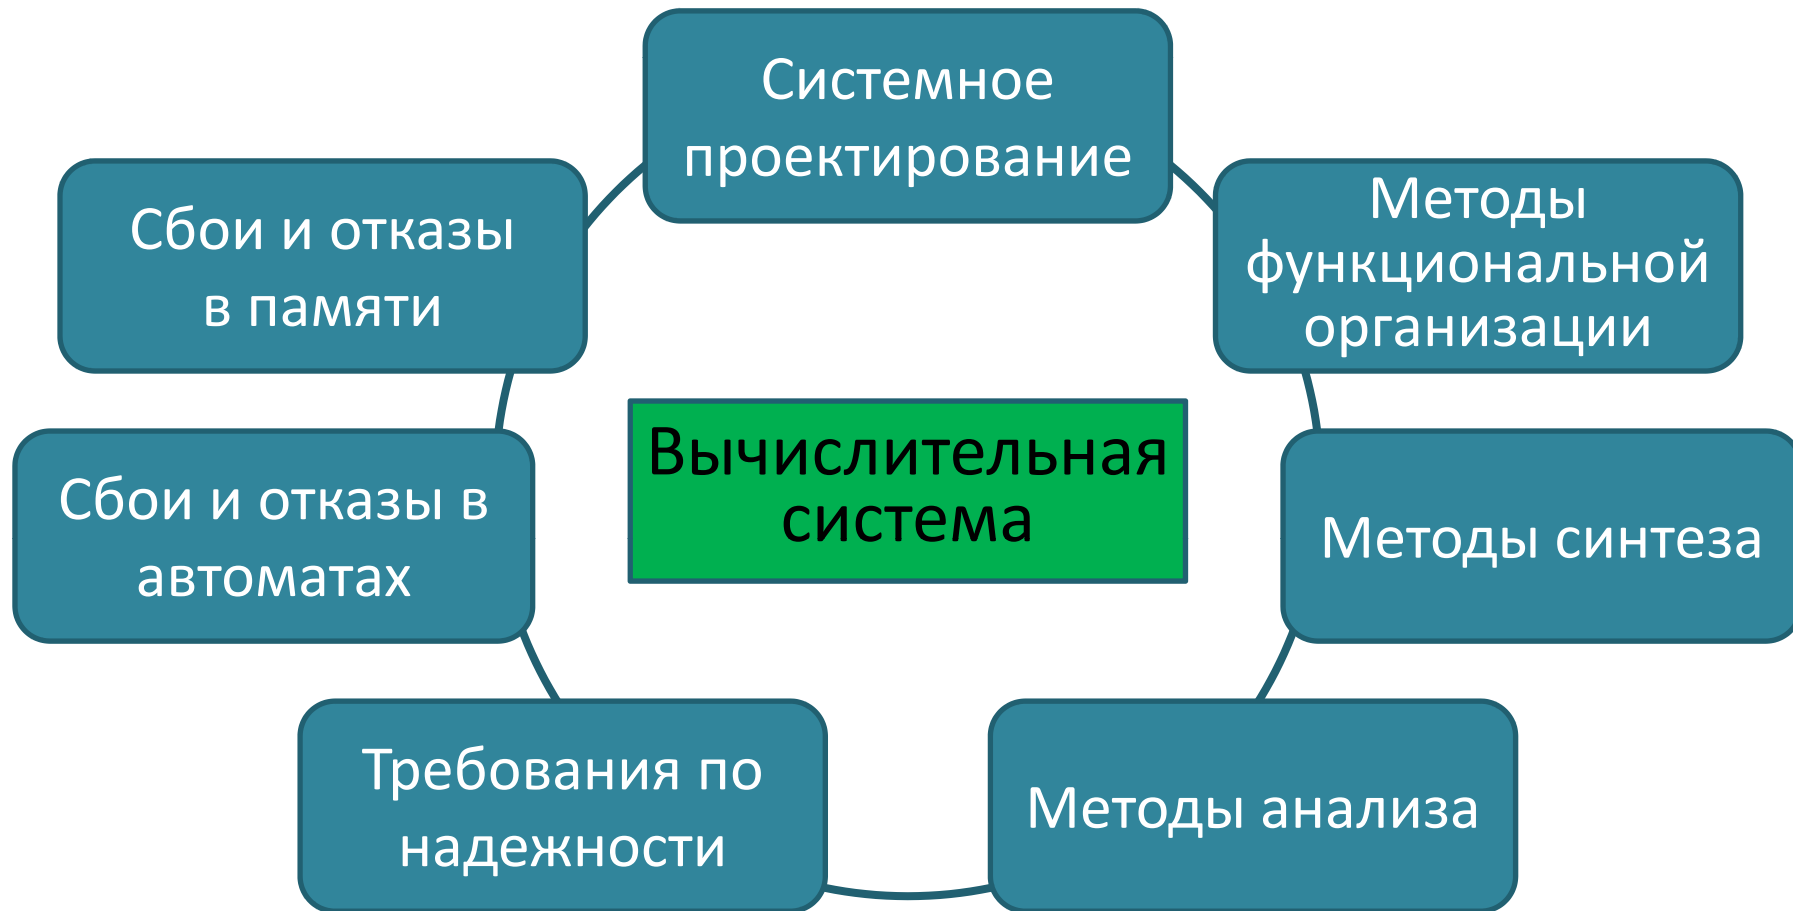 Системное
проектирование
Методы
функциональной
организации
Методы синтеза
Методы анализа
Требования по
надежности
Сбои и отказы в
автоматах
Сбои и отказы
в памяти
Вычислительная
система